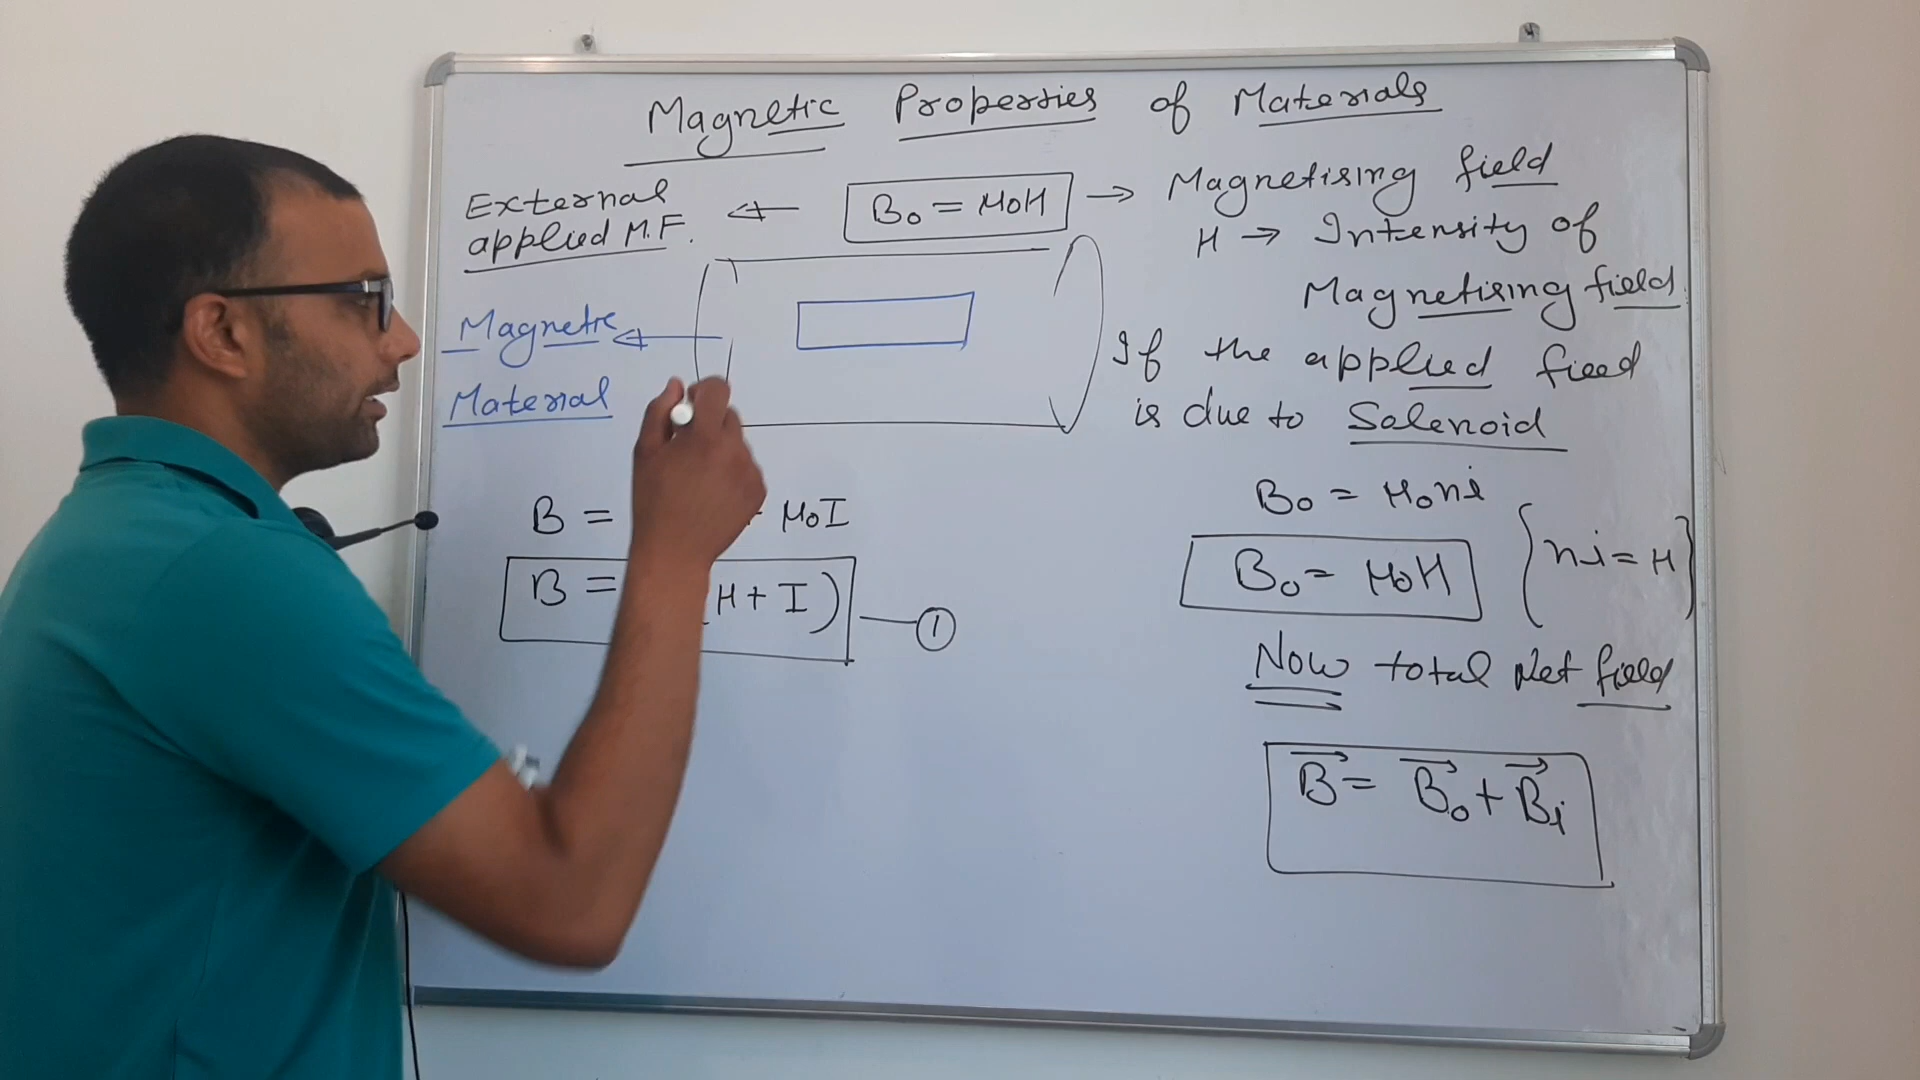 Magnetic Properties of Materials
External
applied M.F.
B₀ = μ₀H → Magnetising field
H → Intensity of
Magnetising field
Magnetic
Material
If the applied field
is due to Solenoid
B₀ = μ₀ni
B₀ = μ₀H {ni = H}
Now total Net field
B⃗ = B⃗₀ + B⃗i
B = + μ₀I
B = (H + I) ①